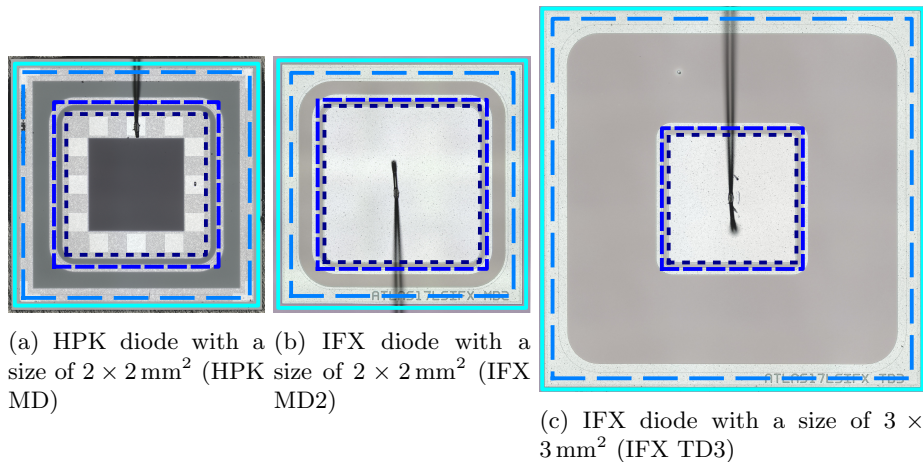 ATLAS17LSIFX MD2
ATLAS17LSIFX TD3
(a) HPK diode with a
size of 2 × 2 mm² (HPK
MD)
(b) IFX diode with a
size of 2 × 2 mm² (IFX
MD2)
(c) IFX diode with a size of 3 ×
3 mm² (IFX TD3)